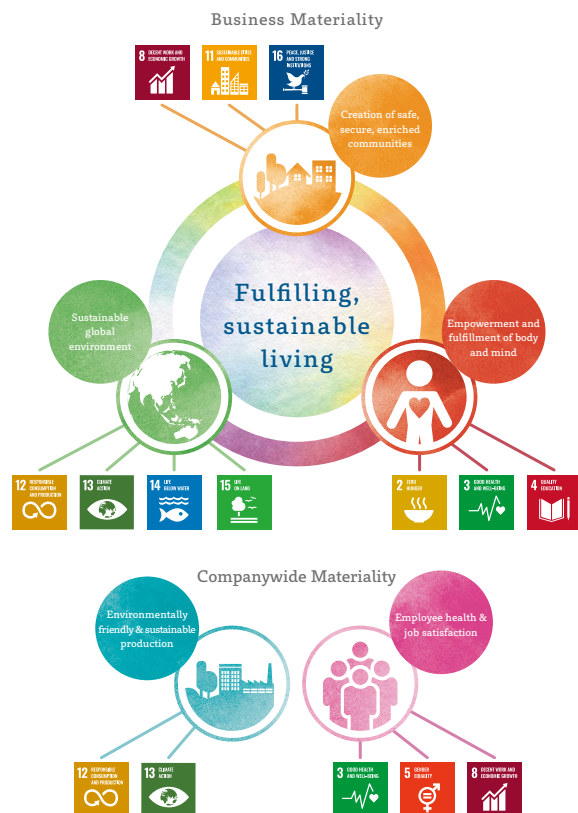 Business Materiality
8 DECENT WORK AND
ECONOMIC GROWTH
11 SUSTAINABLE CITIES
AND COMMUNITIES
16 PEACE, JUSTICE
AND STRONG
INSTITUTIONS
Creation of safe,
secure, enriched
communities
Fulfilling,
sustainable
living
Sustainable
global
environment
Empowerment and
fulfillment of body
and mind
12 RESPONSIBLE
CONSUMPTION
AND PRODUCTION
13 CLIMATE
ACTION
14 LIFE
BELOW WATER
15 LIFE
ON LAND
2 ZERO
HUNGER
3 GOOD HEALTH
AND WELL-BEING
4 QUALITY
EDUCATION
Companywide Materiality
Environmentally
friendly & sustainable
production
Employee health &
job satisfaction
12 RESPONSIBLE
CONSUMPTION
AND PRODUCTION
13 CLIMATE
ACTION
3 GOOD HEALTH
AND WELL-BEING
5 GENDER
EQUALITY
8 DECENT WORK AND
ECONOMIC GROWTH